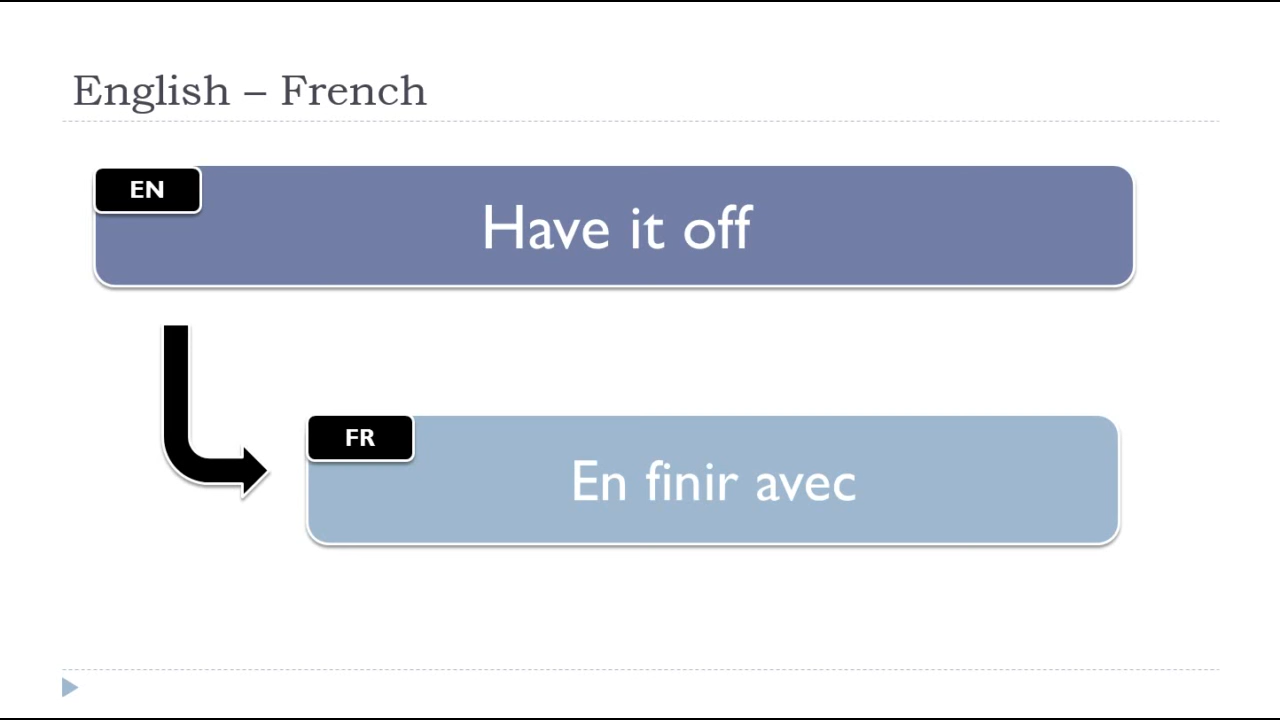 English – French
EN
Have it off
FR
En finir avec